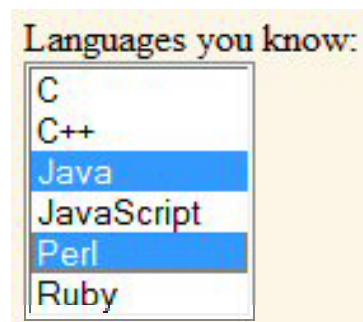 Languages you know:
C
C++
Java
JavaScript
Perl
Ruby